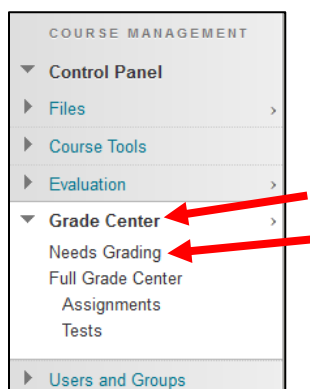 COURSE MANAGEMENT
Control Panel
Files
Course Tools
Evaluation
Grade Center
Needs Grading
Full Grade Center
Assignments
Tests
Users and Groups